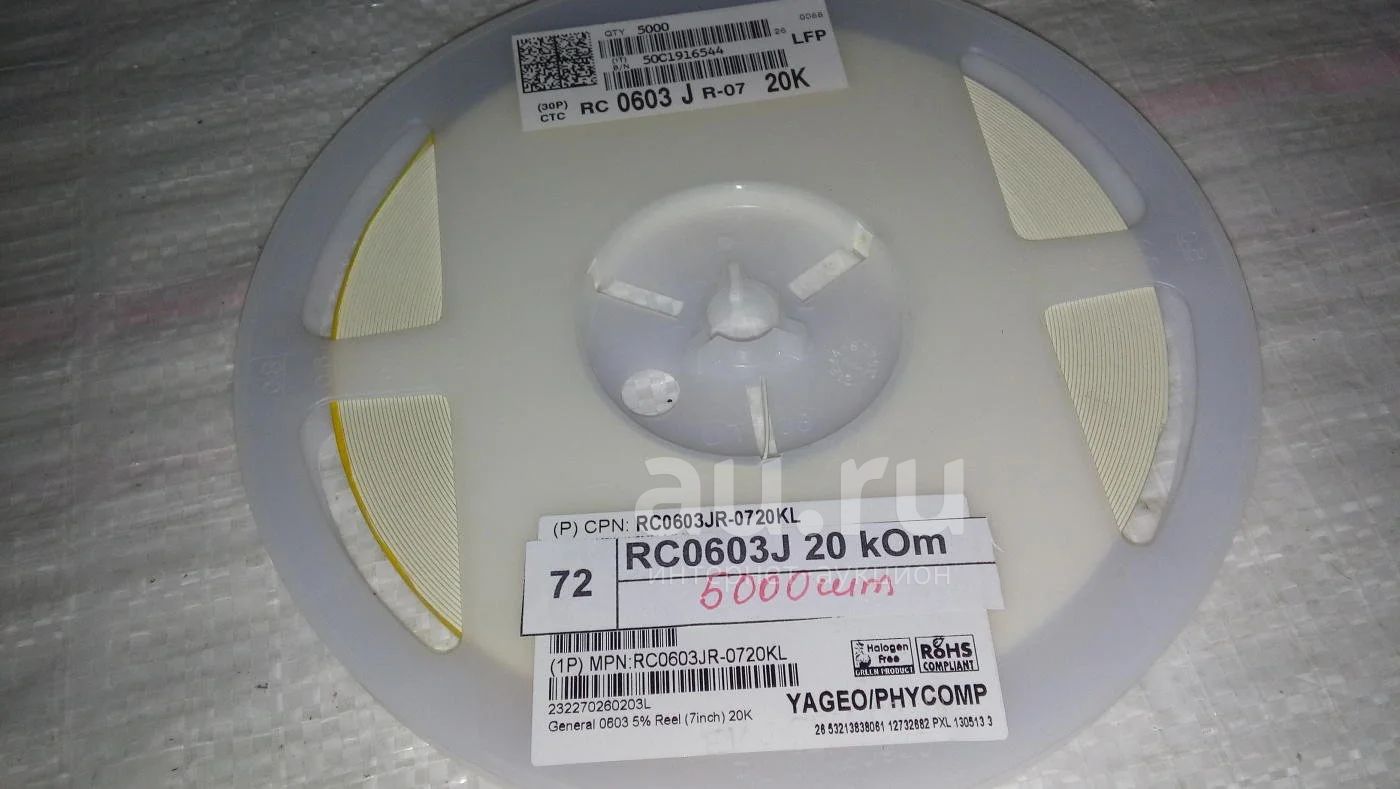 QTY 5000
0088
26 LFP
(1T)
B/N 50C1916544
(30P)
CTC RC 0603 J R-07 20K
au.ru
интернет аукцион
(P) CPN: RC0603JR-0720KL
72 RC0603J 20 kOm
5000шт
(1P) MPN:RC0603JR-0720KL
Halogen
Free
GREEN PRODUCT
RoHS
COMPLIANT
232270260203L
YAGEO/PHYCOMP
General 0603 5% Reel (7inch) 20K
26 53213838061 12732682 PXL 130513 3